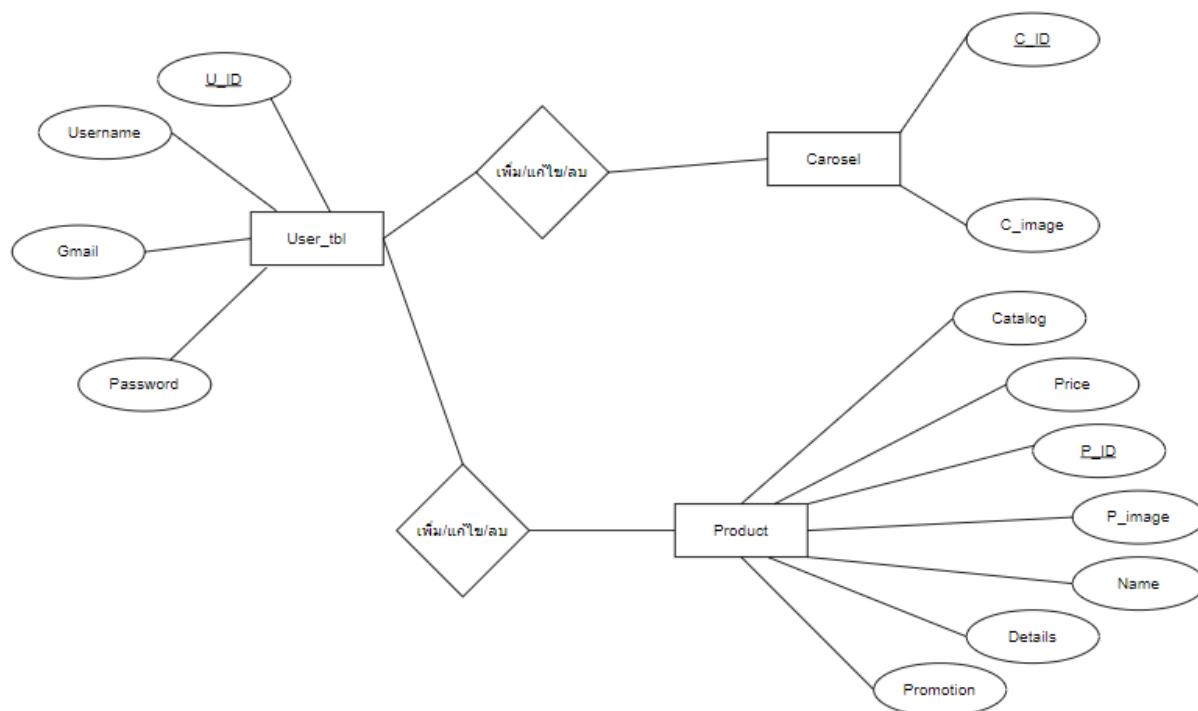 C_ID
U_ID
Username
Carosel
เพิ่ม/แก้ไข/ลบ
C_image
User_tbl
Gmail
Catalog
Password
Price
P_ID
P_image
เพิ่ม/แก้ไข/ลบ
Product
Name
Details
Promotion